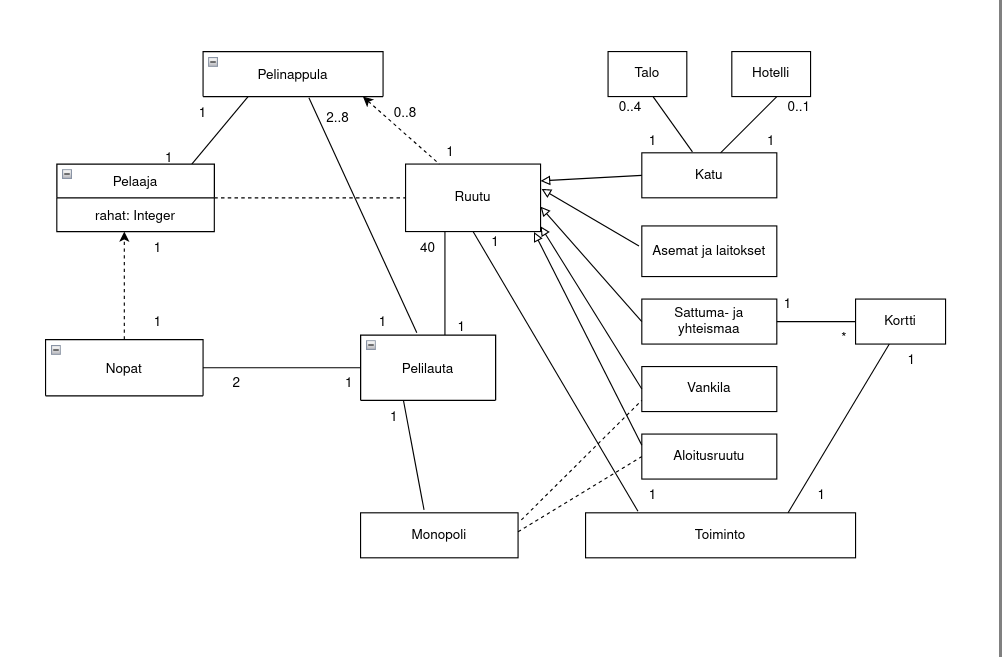 Pelinappula
Talo
Hotelli
1
2..8
0..8
0..4
0..1
1
1
1
1
Pelaaja
rahat: Integer
Ruutu
Katu
1
40
1
Asemat ja laitokset
1
1
1
Sattuma- ja
yhteismaa
1
*
Kortti
1
Nopat
2
1
Pelilauta
1
Vankila
Aloitusruutu
1
1
Monopoli
Toiminto